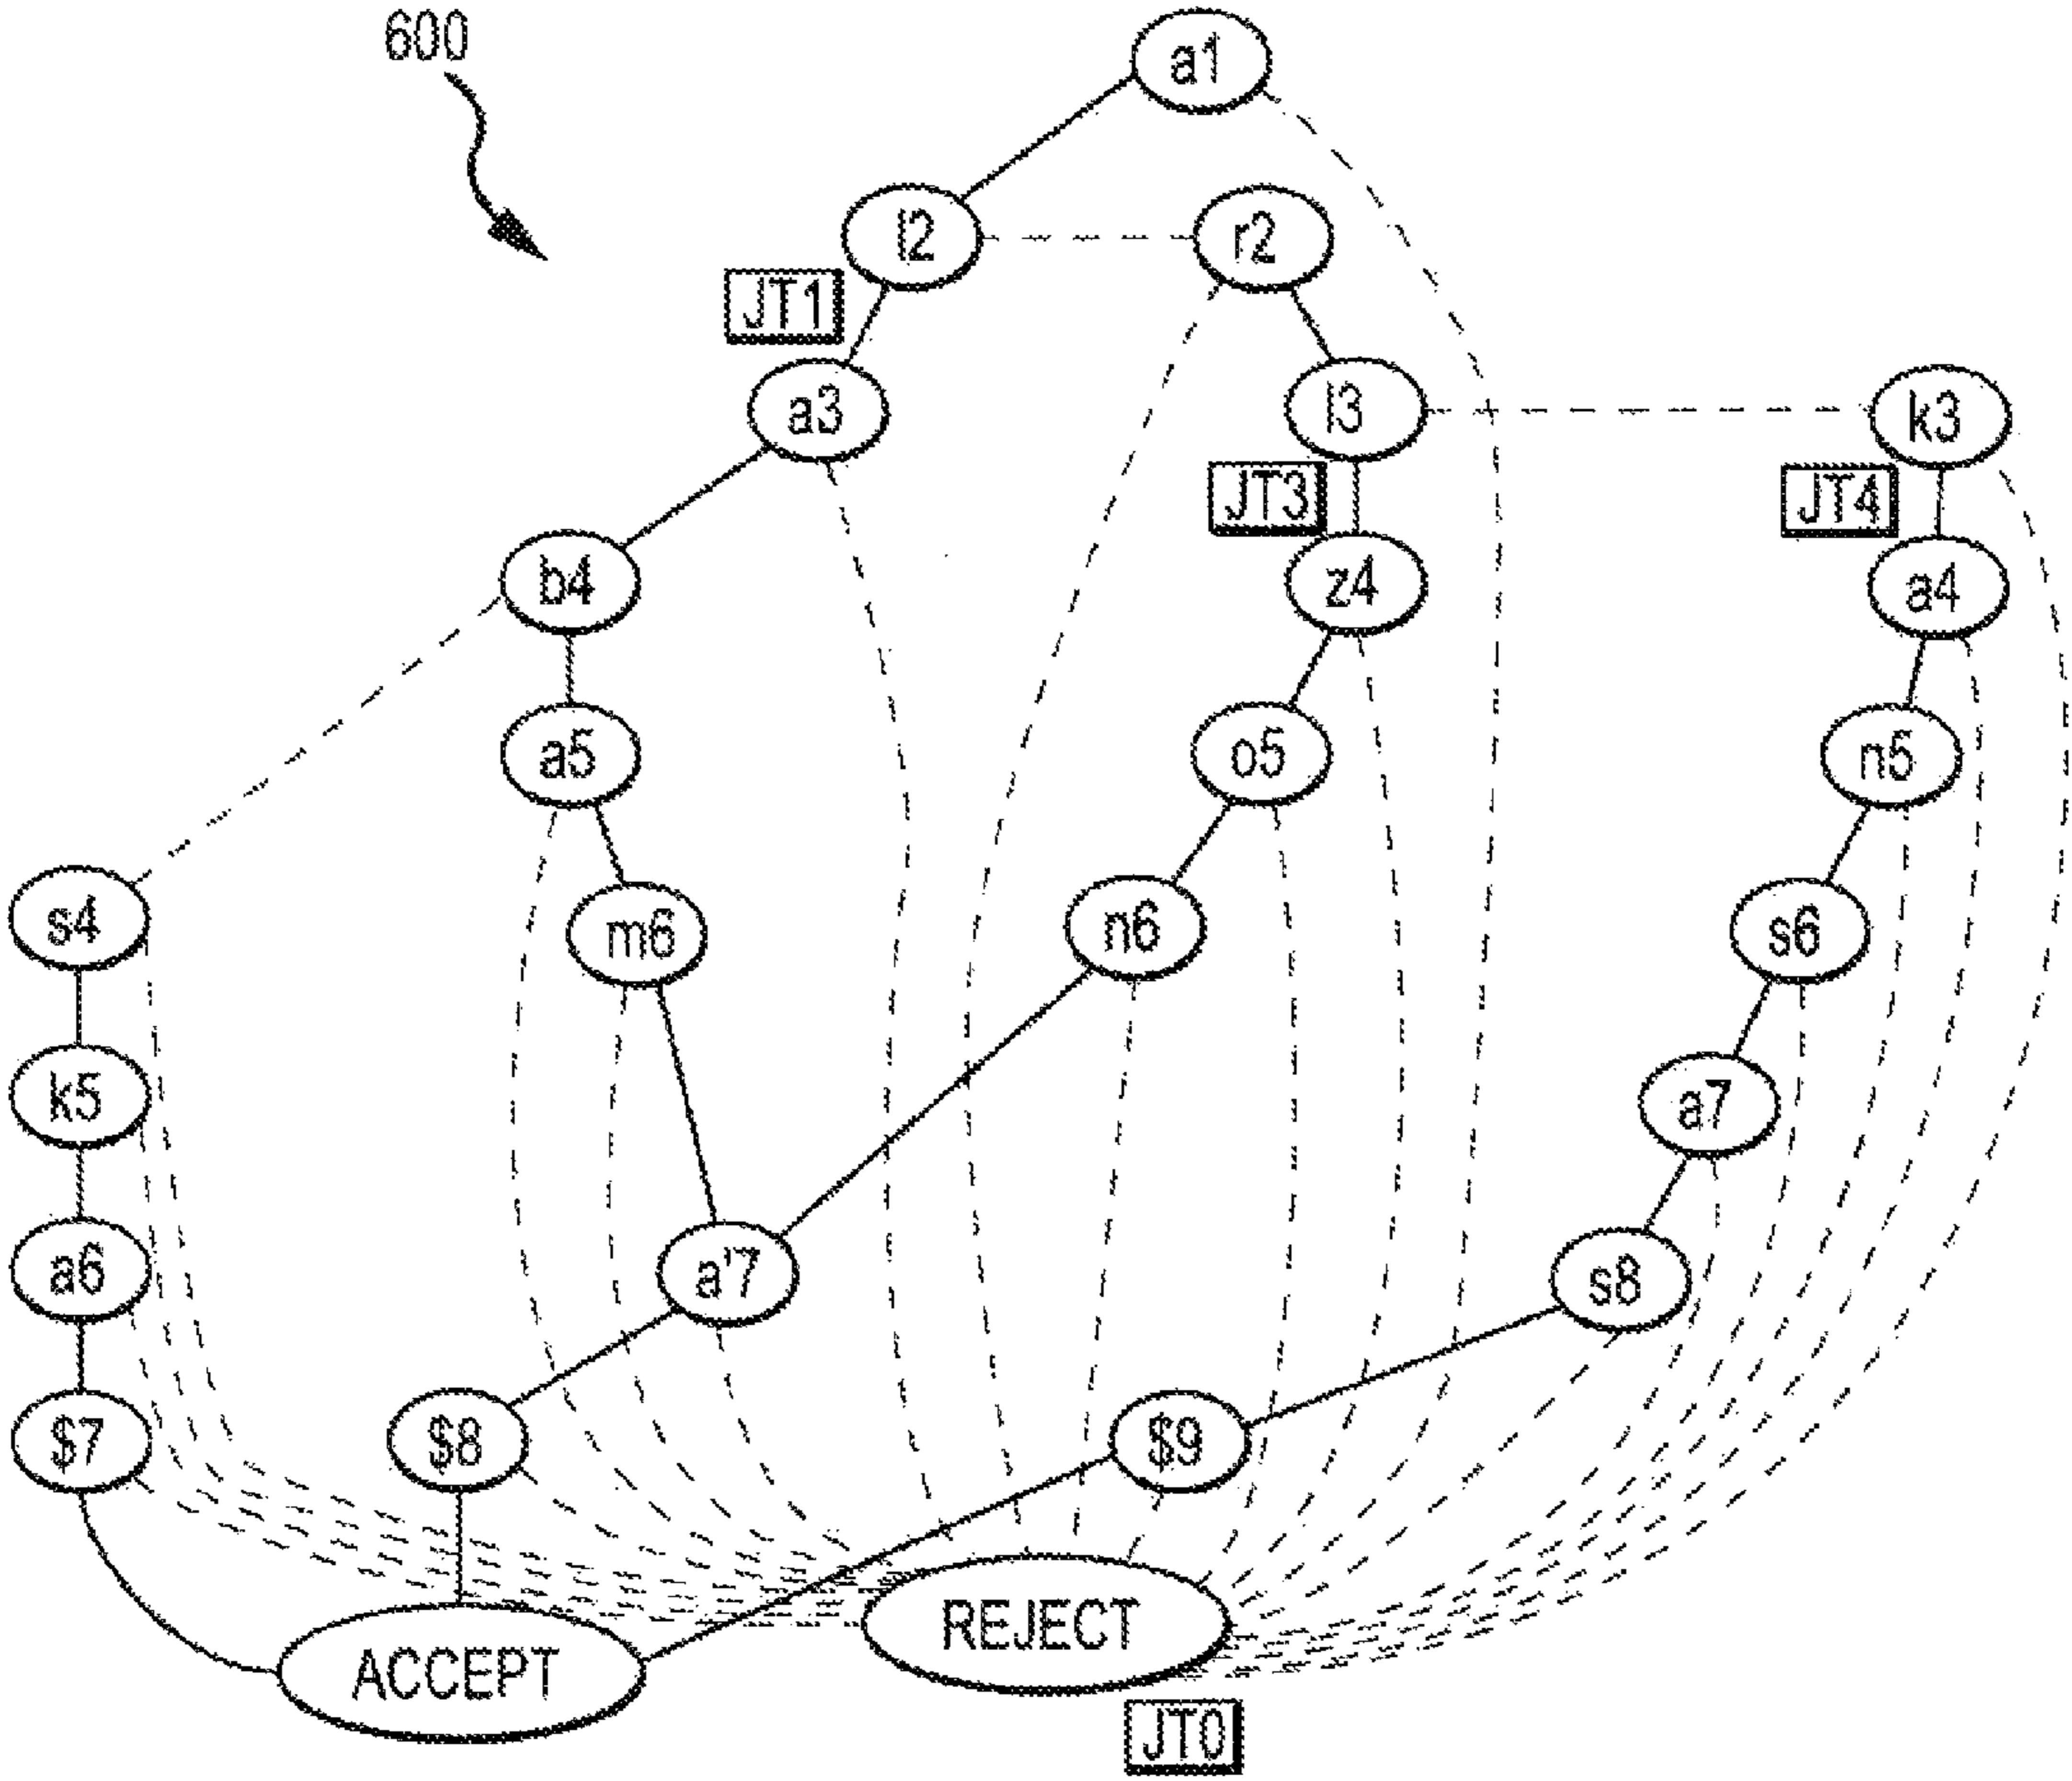 600
a1
l2
r2
JT1
a3
l3
k3
JT3
JT4
b4
z4
a4
a5
o5
n5
s4
m6
n6
s6
k5
a7
a6
a'7
s8
$7
$8
$9
REJECT
ACCEPT
JT0